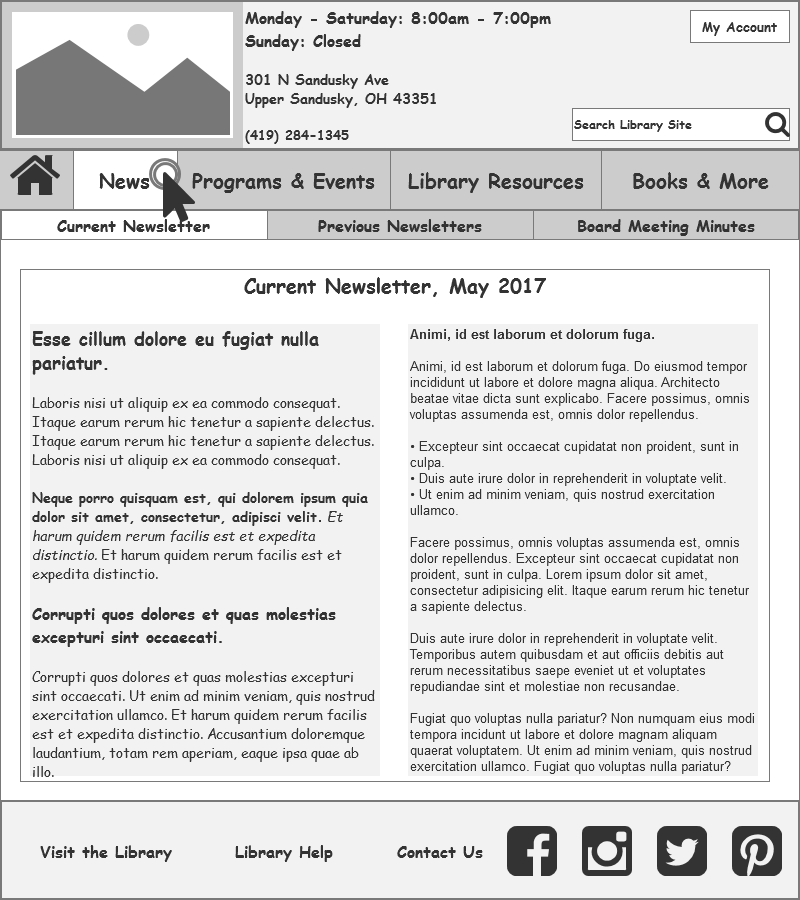 Monday - Saturday: 8:00am - 7:00pm
Sunday: Closed
301 N Sandusky Ave
Upper Sandusky, OH 43351
(419) 284-1345
My Account
Search Library Site
News
Programs & Events
Library Resources
Books & More
Current Newsletter
Previous Newsletters
Board Meeting Minutes
Current Newsletter, May 2017
Esse cillum dolore eu fugiat nulla
pariatur.
Laboris nisi ut aliquip ex ea commodo consequat.
Itaque earum rerum hic tenetur a sapiente delectus.
Itaque earum rerum hic tenetur a sapiente delectus.
Laboris nisi ut aliquip ex ea commodo consequat.
Neque porro quisquam est, qui dolorem ipsum quia
dolor sit amet, consectetur, adipisci velit. Et
harum quidem rerum facilis est et expedita
distinctio. Et harum quidem rerum facilis est et
expedita distinctio.
Corrupti quos dolores et quas molestias
excepturi sint occaecati.
Corrupti quos dolores et quas molestias excepturi
sint occaecati. Ut enim ad minim veniam, quis nostrud
exercitation ullamco. Et harum quidem rerum facilis
est et expedita distinctio. Accusantium doloremque
laudantium, totam rem aperiam, eaque ipsa quae ab
illo.
Animi, id est laborum et dolorum fuga.
Animi, id est laborum et dolorum fuga. Do eiusmod tempor
incididunt ut labore et dolore magna aliqua. Architecto
beatae vitae dicta sunt explicabo. Facere possimus, omnis
voluptas assumenda est, omnis dolor repellendus.
• Excepteur sint occaecat cupidatat non proident, sunt in
culpa.
• Duis aute irure dolor in reprehenderit in voluptate velit.
• Ut enim ad minim veniam, quis nostrud exercitation
ullamco.
Facere possimus, omnis voluptas assumenda est, omnis
dolor repellendus. Excepteur sint occaecat cupidatat non
proident, sunt in culpa. Lorem ipsum dolor sit amet,
consectetur adipisicing elit. Itaque earum rerum hic tenetur
a sapiente delectus.
Duis aute irure dolor in reprehenderit in voluptate velit.
Temporibus autem quibusdam et aut officiis debitis aut
rerum necessitatibus saepe eveniet ut et voluptates
repudiandae sint et molestiae non recusandae.
Fugiat quo voluptas nulla pariatur? Non numquam eius modi
tempora incidunt ut labore et dolore magnam aliquam
quaerat voluptatem. Ut enim ad minim veniam, quis nostrud
exercitation ullamco. Fugiat quo voluptas nulla pariatur?
Visit the Library
Library Help
Contact Us